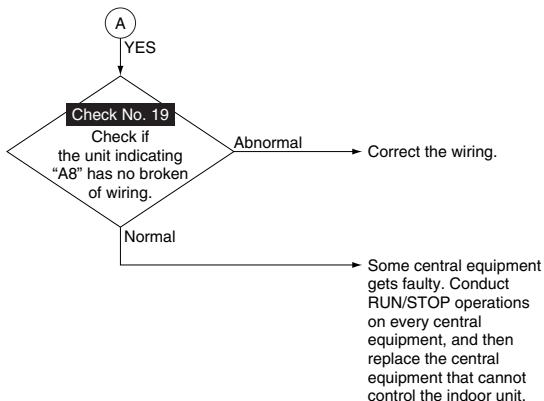 A
YES
Check No. 19
Check if
the unit indicating
“A8” has no broken
of wiring.
Abnormal
Correct the wiring.
Normal
Some central equipment
gets faulty. Conduct
RUN/STOP operations
on every central
equipment, and then
replace the central
equipment that cannot
control the indoor unit.